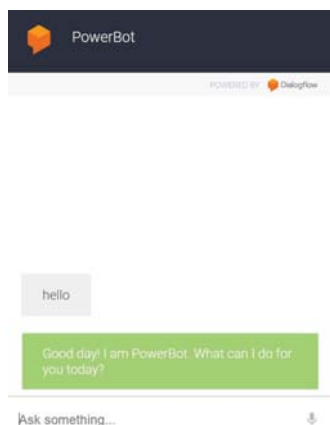 PowerBot
POWERED BY Dialogflow
hello
Good day! I am PowerBot. What can I do for
you today?
Ask something...